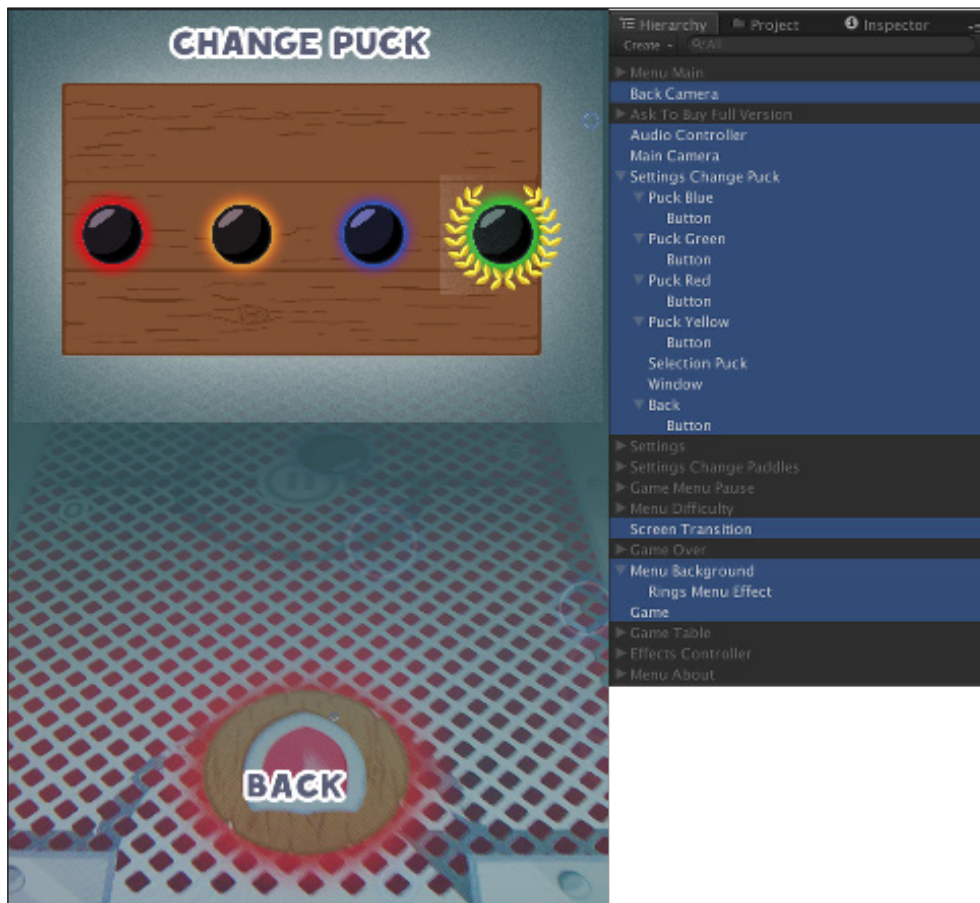 CHANGE PUCK
BACK
Hierarchy
Project
Inspector
Create
All
Menu Main
Back Camera
Ask To Buy Full Version
Audio Controller
Main Camera
Settings Change Puck
Puck Blue
Button
Puck Green
Button
Puck Red
Button
Puck Yellow
Button
Selection Puck
Window
Back
Button
Settings
Settings Change Paddles
Game Menu Pause
Menu Difficulty
Screen Transition
Game Over
Menu Background
Rings Menu Effect
Game
Game Table
Effects Controller
Menu About